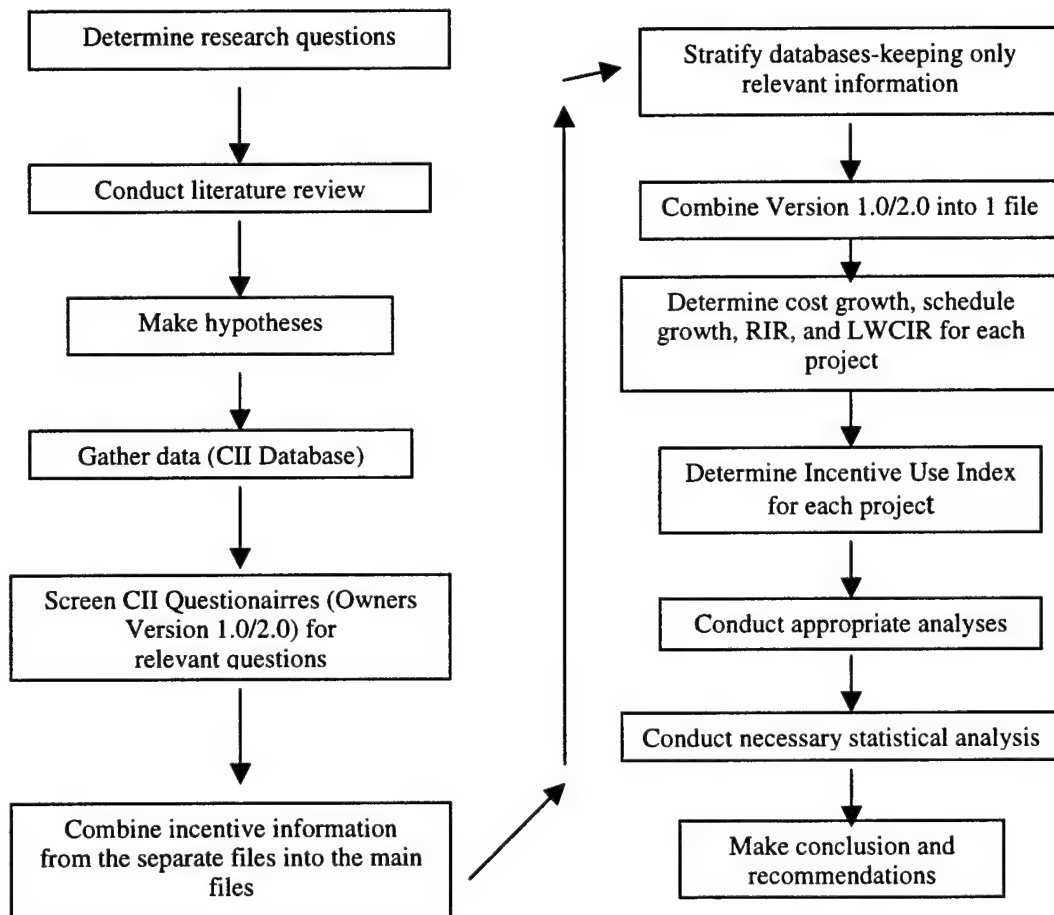 Determine research questions
Conduct literature review
Make hypotheses
Gather data (CII Database)
Screen CII Questionairres (Owners
Version 1.0/2.0) for
relevant questions
Combine incentive information
from the separate files into the main
files
Stratify databases-keeping only
relevant information
Combine Version 1.0/2.0 into 1 file
Determine cost growth, schedule
growth, RIR, and LWCIR for each
project
Determine Incentive Use Index
for each project
Conduct appropriate analyses
Conduct necessary statistical analysis
Make conclusion and
recommendations